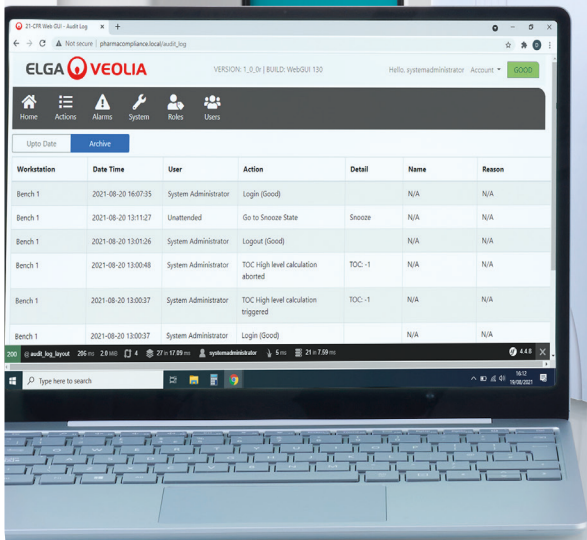 21-CFR Web GUI - Audit Log
Not secure | pharmacompliance.local/audit_log
ELGA VEOLIA
VERSION: 1_0_0r | BUILD: WebGUI 130
Hello, systemadministrator Account GOOD
Home Actions Alarms System Roles Users
Upto Date Archive
Workstation Date Time User Action Detail Name Reason
Bench 1 2021-08-20 16:07:35 System Administrator Login (Good) N/A N/A
Bench 1 2021-08-20 13:11:27 Unattended Go to Snooze State Snooze N/A N/A
Bench 1 2021-08-20 13:01:26 System Administrator Logout (Good) N/A N/A
Bench 1 2021-08-20 13:00:48 System Administrator TOC High level calculation TOC: -1 N/A N/A
aborted
Bench 1 2021-08-20 13:00:37 System Administrator TOC High level calculation TOC: -1 N/A N/A
triggered
Bench 1 2021-08-20 13:00:37 System Administrator Login (Good) N/A N/A
200 @ audit_log_layout 206 ms 2.0 MiB 4 27 in 17.09 ms systemadministrator 5 ms 21 in 7.59 ms 4.4.8
Type here to search
16:12
19/08/2021